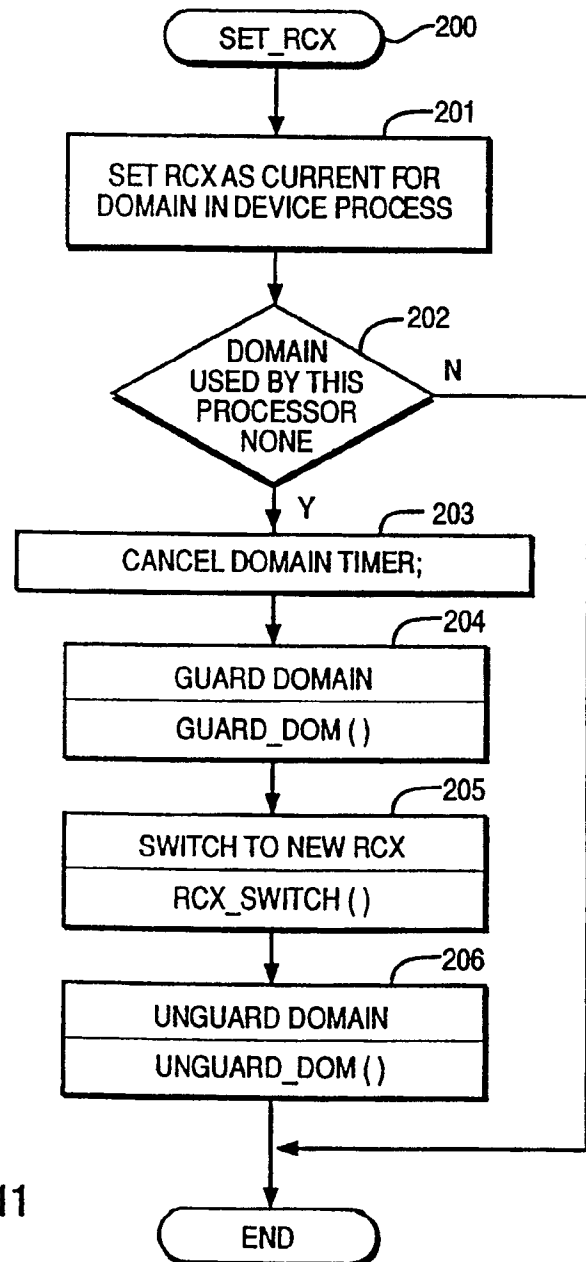 SET_RCX
200
201
SET RCX AS CURRENT FOR
DOMAIN IN DEVICE PROCESS
202
DOMAIN
USED BY THIS
PROCESSOR
NONE
N
Y
203
CANCEL DOMAIN TIMER;
204
GUARD DOMAIN
GUARD_DOM ( )
205
SWITCH TO NEW RCX
RCX_SWITCH ( )
206
UNGUARD DOMAIN
UNGUARD_DOM ( )
END